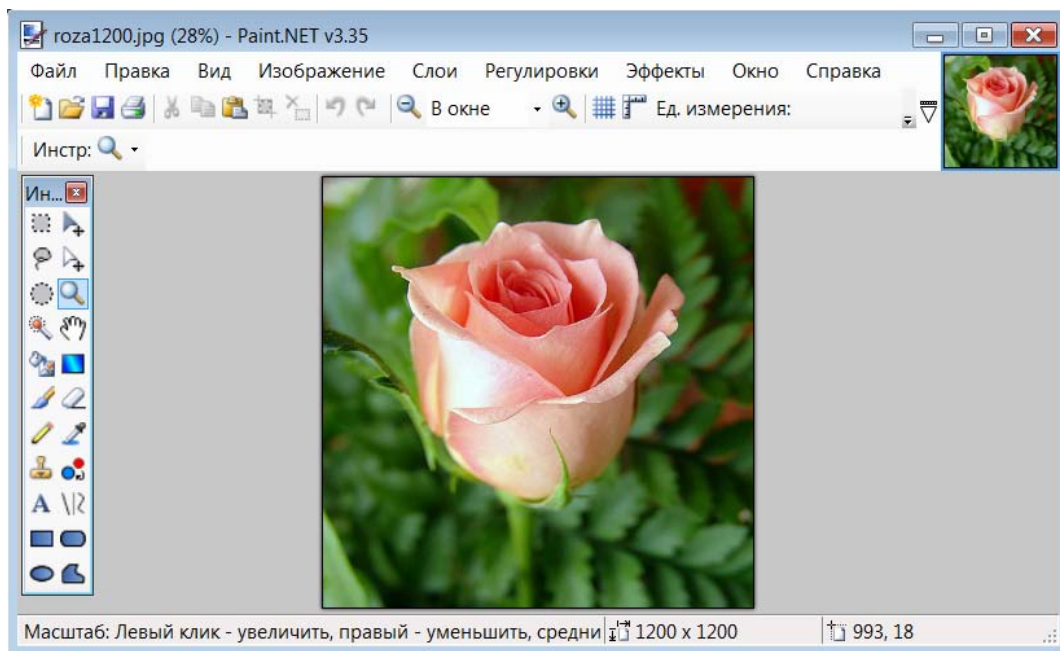 roza1200.jpg (28%) - Paint.NET v3.35
Файл Правка Вид Изображение Слои Регулировки Эффекты Окно Справка
В окне Ед. измерения:
Инстр:
Ин...
A
Масштаб: Левый клик - увеличить, правый - уменьшить, средни 1200 x 1200 993, 18